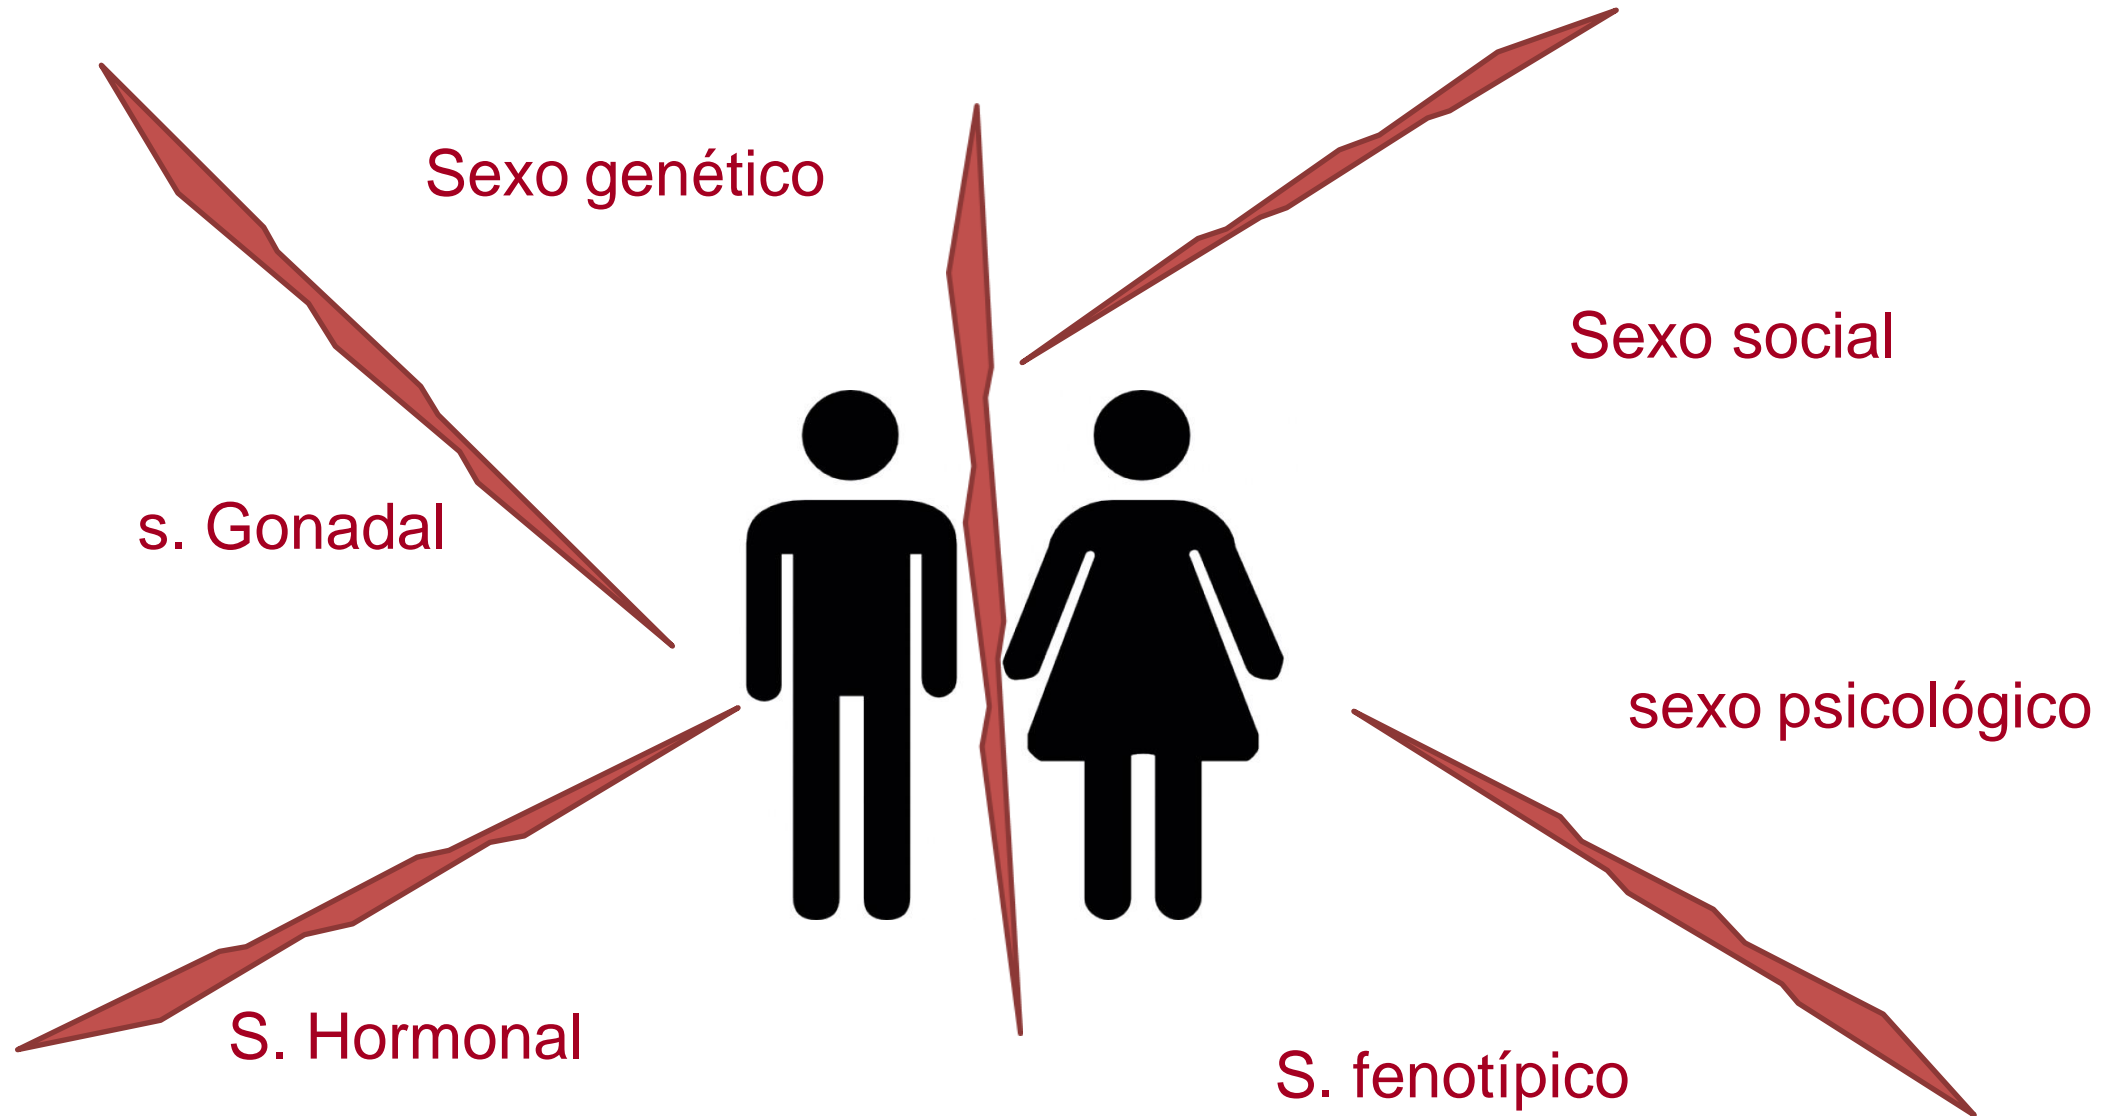 Sexo genético
Sexo social
s. Gonadal
sexo psicológico
S. Hormonal
S. fenotípico